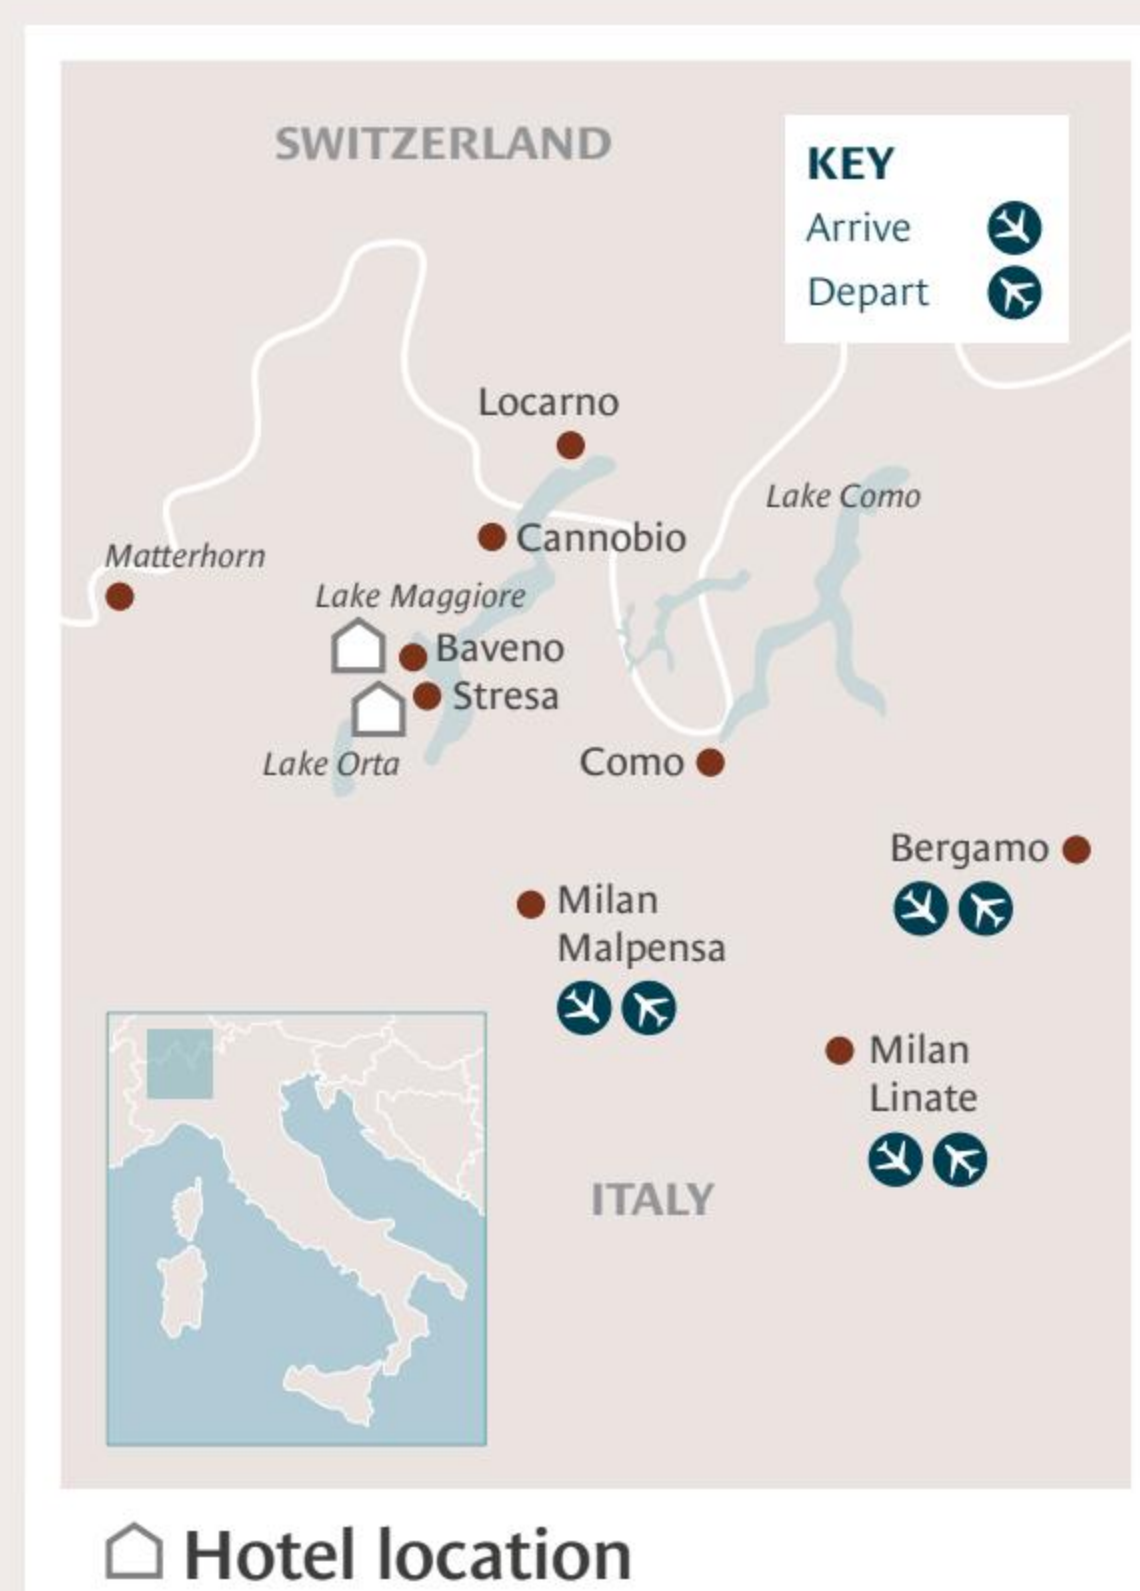 SWITZERLAND
KEY
Arrive
Depart
Locarno
Lake Como
Cannobio
Matterhorn
Lake Maggiore
Baveno
Stresa
Lake Orta
Como
Bergamo
Milan
Malpensa
Milan
Linate
ITALY
Hotel location